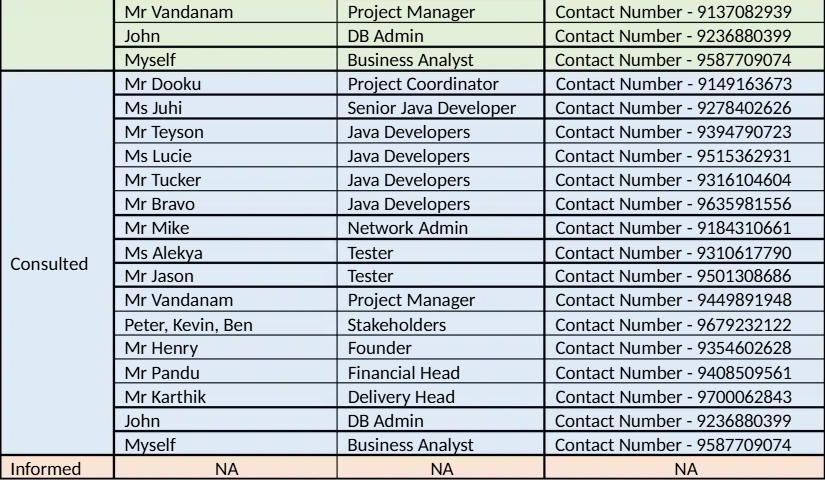 Mr Vandanam Project Manager Contact Number - 9137082939
John DB Admin Contact Number - 9236880399
Myself Business Analyst Contact Number - 9587709074
Mr Dooku Project Coordinator Contact Number - 9149163673
Ms Juhi Senior Java Developer Contact Number - 9278402626
Mr Teyson Java Developers Contact Number - 9394790723
Ms Lucie Java Developers Contact Number - 9515362931
Mr Tucker Java Developers Contact Number - 9316104604
Mr Bravo Java Developers Contact Number - 9635981556
Mr Mike Network Admin Contact Number - 9184310661
Ms Alekya Tester Contact Number - 9310617790
Consulted
Mr Jason Tester Contact Number - 9501308686
Mr Vandanam Project Manager Contact Number - 9449891948
Peter, Kevin, Ben Stakeholders Contact Number - 9679232122
Mr Henry Founder Contact Number - 9354602628
Mr Pandu Financial Head Contact Number - 9408509561
Mr Karthik Delivery Head Contact Number - 9700062843
John DB Admin Contact Number - 9236880399
Myself Business Analyst Contact Number - 9587709074
Informed NA NA NA